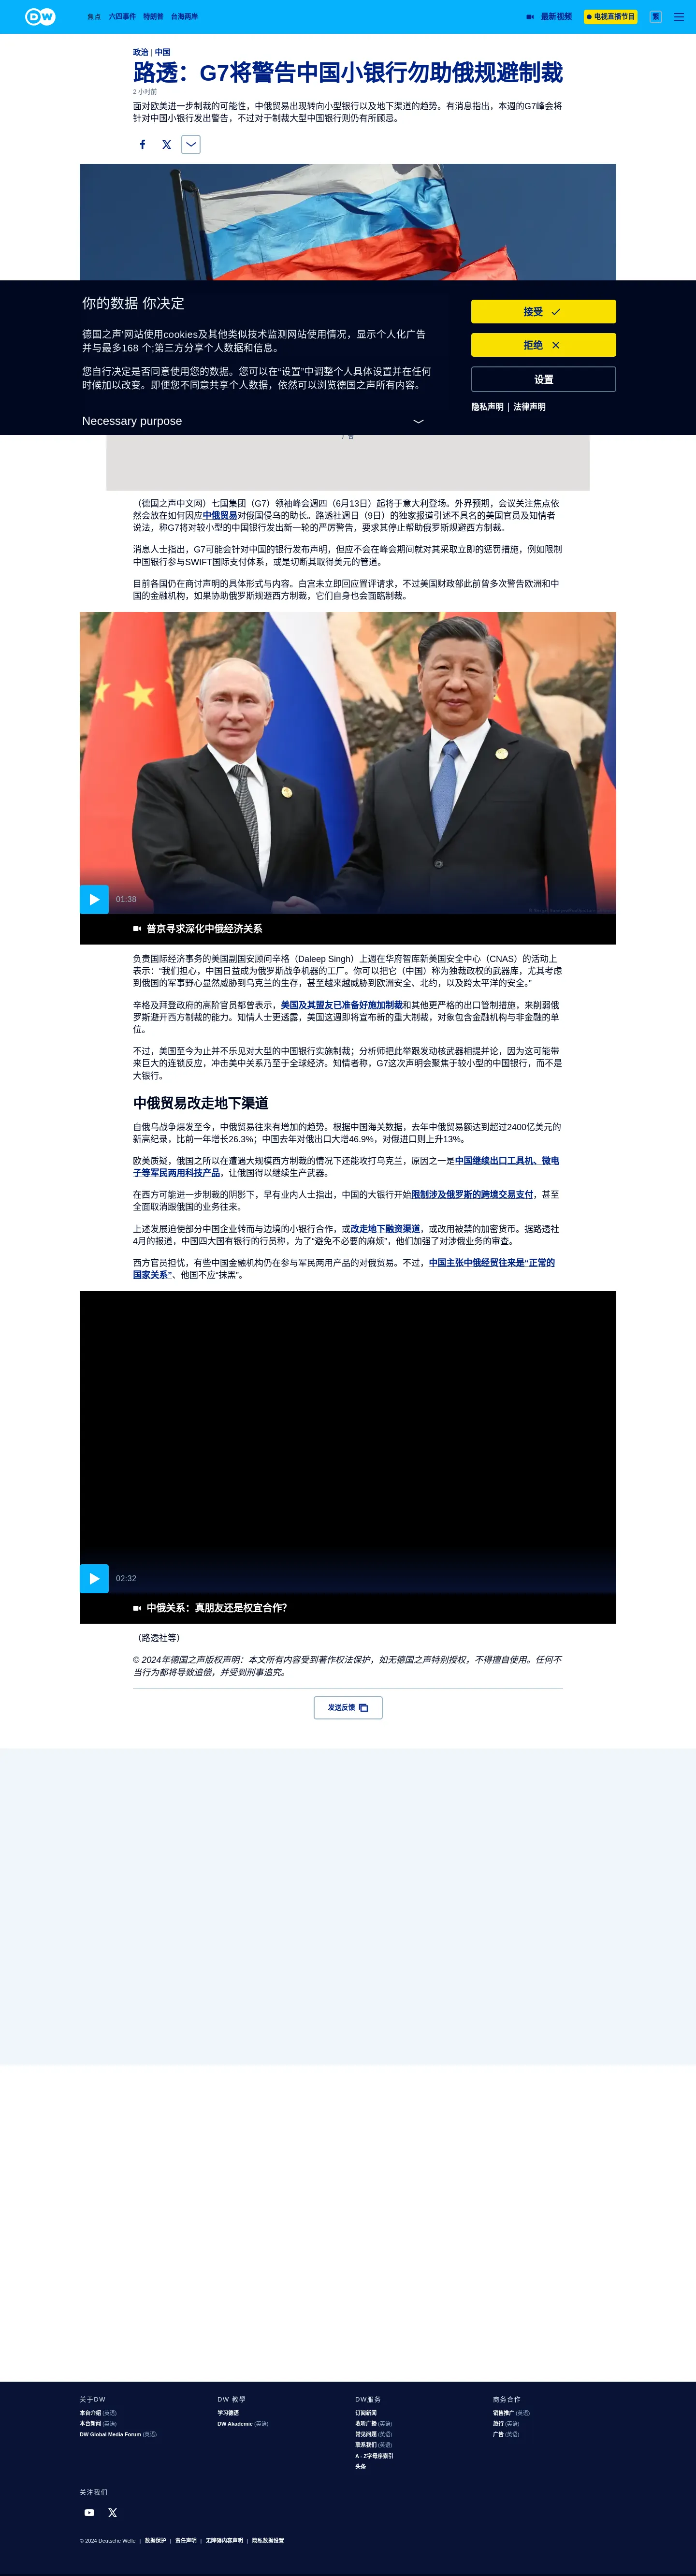 DW
焦点 六四事件 特朗普 台海两岸 最新视频 电视直播节目 繁
政治 | 中国
路透：G7将警告中国小银行勿助俄规避制裁
2 小时前
面对欧美进一步制裁的可能性，中俄贸易出现转向小型银行以及地下渠道的趋势。有消息指出，本週的G7峰会将
针对中国小银行发出警告，不过对于制裁大型中国银行则仍有所顾忌。
你的数据 你决定
德国之声'网站使用cookies及其他类似技术监测网站使用情况，显示个人化广告
并与最多168 个;第三方分享个人数据和信息。
您自行决定是否同意使用您的数据。您可以在"设置"中调整个人具体设置并在任何
时候加以改变。即便您不同意共享个人数据，依然可以浏览德国之声所有内容。
Necessary purpose
接受
拒绝
设置
隐私声明 | 法律声明
广告
（德国之声中文网）七国集团（G7）领袖峰会週四（6月13日）起将于意大利登场。外界预期，会议关注焦点依
然会放在如何因应中俄贸易对俄国侵乌的助长。路透社週日（9日）的独家报道引述不具名的美国官员及知情者
说法，称G7将对较小型的中国银行发出新一轮的严厉警告，要求其停止帮助俄罗斯规避西方制裁。
消息人士指出，G7可能会针对中国的银行发布声明，但应不会在峰会期间就对其采取立即的惩罚措施，例如限制
中国银行参与SWIFT国际支付体系，或是切断其取得美元的管道。
目前各国仍在商讨声明的具体形式与内容。白宫未立即回应置评请求，不过美国财政部此前曾多次警告欧洲和中
国的金融机构，如果协助俄罗斯规避西方制裁，它们自身也会面临制裁。
01:38
普京寻求深化中俄经济关系
负责国际经济事务的美国副国安顾问辛格（Daleep Singh）上週在华府智库新美国安全中心（CNAS）的活动上
表示："我们担心，中国日益成为俄罗斯战争机器的工厂。你可以把它（中国）称为独裁政权的武器库，尤其考虑
到俄国的军事野心显然威胁到乌克兰的生存，甚至越来越威胁到欧洲安全、北约，以及跨太平洋的安全。"
辛格及拜登政府的高阶官员都曾表示，美国及其盟友已准备好施加制裁和其他更严格的出口管制措施，来削弱俄
罗斯避开西方制裁的能力。知情人士更透露，美国这週即将宣布新的重大制裁，对象包含金融机构与非金融的单
位。
不过，美国至今为止并不乐见对大型的中国银行实施制裁；分析师把此举跟发动核武器相提并论，因为这可能带
来巨大的连锁反应，冲击美中关系乃至于全球经济。知情者称，G7这次声明会聚焦于较小型的中国银行，而不是
大银行。
中俄贸易改走地下渠道
自俄乌战争爆发至今，中俄贸易往来有增加的趋势。根据中国海关数据，去年中俄贸易额达到超过2400亿美元的
新高纪录，比前一年增长26.3%；中国去年对俄出口大增46.9%，对俄进口则上升13%。
欧美质疑，俄国之所以在遭遇大规模西方制裁的情况下还能攻打乌克兰，原因之一是中国继续出口工具机、微电
子等军民两用科技产品，让俄国得以继续生产武器。
在西方可能进一步制裁的阴影下，早有业内人士指出，中国的大银行开始限制涉及俄罗斯的跨境交易支付，甚至
全面取消跟俄国的业务往来。
上述发展迫使部分中国企业转而与边境的小银行合作，或改走地下融资渠道，或改用被禁的加密货币。据路透社
4月的报道，中国四大国有银行的行员称，为了"避免不必要的麻烦"，他们加强了对涉俄业务的审查。
西方官员担忧，有些中国金融机构仍在参与军民两用产品的对俄贸易。不过，中国主张中俄经贸往来是"正常的
国家关系"、他国不应"抹黑"。
02:32
中俄关系：真朋友还是权宜合作?
（路透社等）
© 2024年德国之声版权声明：本文所有内容受到著作权法保护，如无德国之声特别授权，不得擅自使用。任何不
当行为都将导致追偿，并受到刑事追究。
发送反馈
关于DW
本台介绍 (英语)
本台新闻 (英语)
DW Global Media Forum (英语)
DW 教學
学习德语
DW Akademie (英语)
DW服务
订阅新闻
收听广播 (英语)
常见问题 (英语)
联系我们 (英语)
A - Z字母序索引
头条
商务合作
销售推广 (英语)
旅行 (英语)
广告 (英语)
关注我们
© 2024 Deutsche Welle | 数据保护 | 责任声明 | 无障碍内容声明 | 隐私数据设置